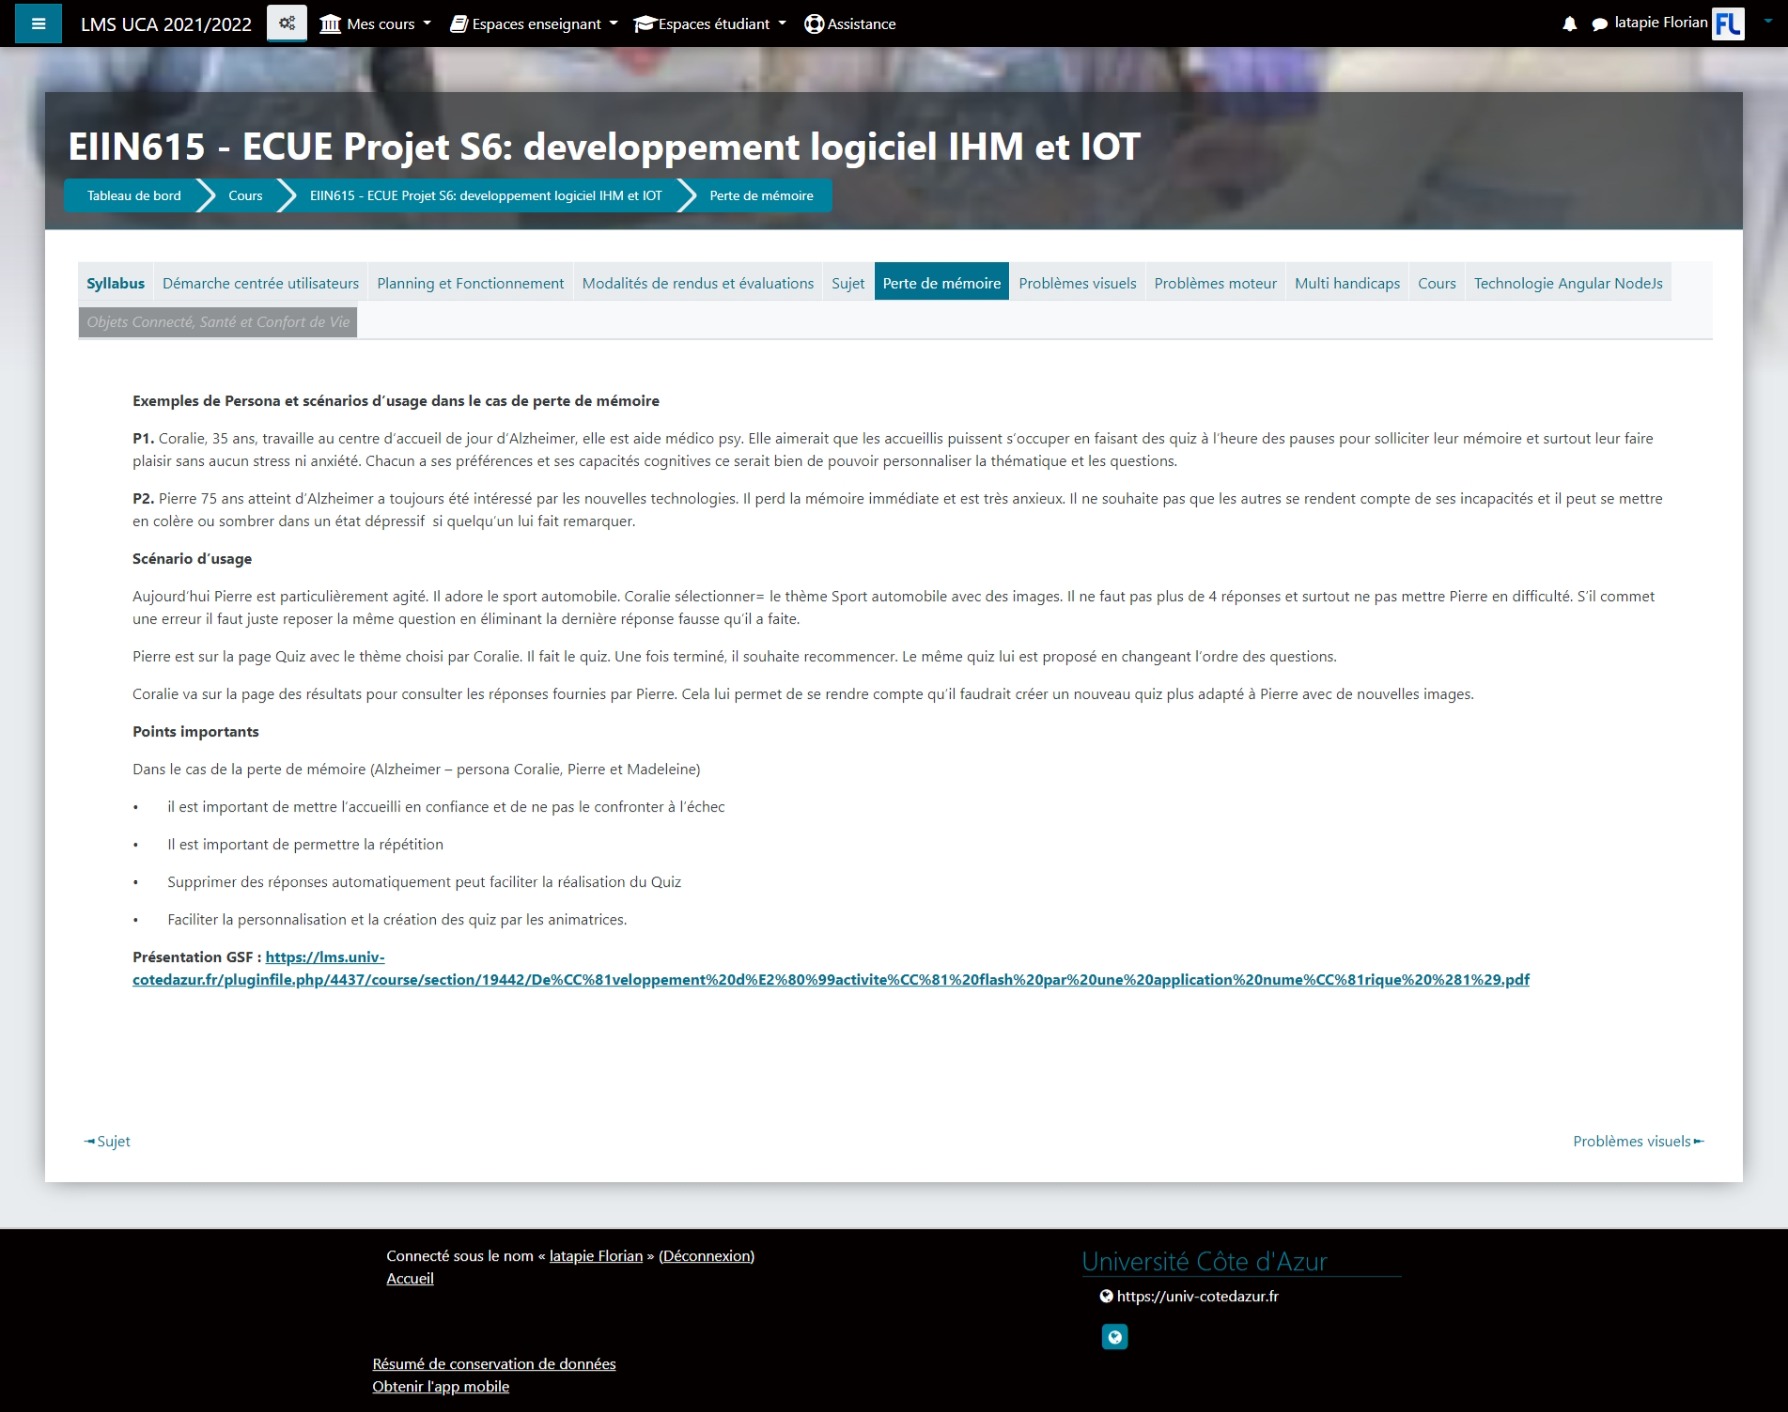 LMS UCA 2021/2022 Mes cours Espaces enseignant Espaces étudiant Assistance latapie Florian FL
EIIN615 - ECUE Projet S6: developpement logiciel IHM et IOT
Tableau de bord Cours EIIN615 - ECUE Projet S6: developpement logiciel IHM et IOT Perte de mémoire
Syllabus Démarche centrée utilisateurs Planning et Fonctionnement Modalités de rendus et évaluations Sujet Perte de mémoire Problèmes visuels Problèmes moteur Multi handicaps Cours Technologie Angular NodeJs
Objets Connecté, Santé et Confort de Vie
Exemples de Persona et scénarios d’usage dans le cas de perte de mémoire
P1. Coralie, 35 ans, travaille au centre d’accueil de jour d’Alzheimer, elle est aide médico psy. Elle aimerait que les accueillis puissent s’occuper en faisant des quiz à l’heure des pauses pour solliciter leur mémoire et surtout leur faire
plaisir sans aucun stress ni anxiété. Chacun a ses préférences et ses capacités cognitives ce serait bien de pouvoir personnaliser la thématique et les questions.
P2. Pierre 75 ans atteint d’Alzheimer a toujours été intéressé par les nouvelles technologies. Il perd la mémoire immédiate et est très anxieux. Il ne souhaite pas que les autres se rendent compte de ses incapacités et il peut se mettre
en colère ou sombrer dans un état dépressif  si quelqu’un lui fait remarquer.
Scénario d’usage
Aujourd’hui Pierre est particulièrement agité. Il adore le sport automobile. Coralie sélectionner= le thème Sport automobile avec des images. Il ne faut pas plus de 4 réponses et surtout ne pas mettre Pierre en difficulté. S’il commet
une erreur il faut juste reposer la même question en éliminant la dernière réponse fausse qu’il a faite.
Pierre est sur la page Quiz avec le thème choisi par Coralie. Il fait le quiz. Une fois terminé, il souhaite recommencer. Le même quiz lui est proposé en changeant l’ordre des questions.
Coralie va sur la page des résultats pour consulter les réponses fournies par Pierre. Cela lui permet de se rendre compte qu’il faudrait créer un nouveau quiz plus adapté à Pierre avec de nouvelles images.
Points importants
Dans le cas de la perte de mémoire (Alzheimer – persona Coralie, Pierre et Madeleine)
• il est important de mettre l’accueilli en confiance et de ne pas le confronter à l’échec
• Il est important de permettre la répétition
• Supprimer des réponses automatiquement peut faciliter la réalisation du Quiz
• Faciliter la personnalisation et la création des quiz par les animatrices.
Présentation GSF : https://lms.univ-
cotedazur.fr/pluginfile.php/4437/course/section/19442/De%CC%81veloppement%20d%E2%80%99activite%CC%81%20flash%20par%20une%20application%20nume%CC%81rique%20%281%29.pdf
Sujet Problèmes visuels
Connecté sous le nom « latapie Florian » (Déconnexion)
Accueil
Université Côte d'Azur
https://univ-cotedazur.fr
Résumé de conservation de données
Obtenir l'app mobile